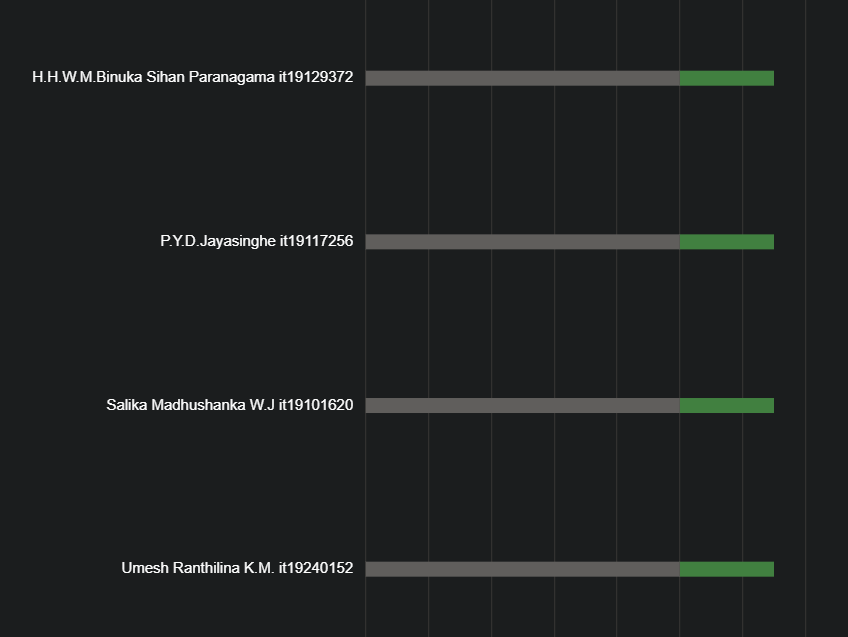 H.H.W.M.Binuka Sihan Paranagama it19129372
P.Y.D.Jayasinghe it19117256
Salika Madhushanka W.J it19101620
Umesh Ranthilina K.M. it19240152